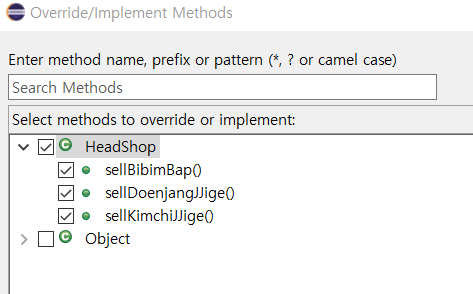 Override/Implement Methods
Enter method name, prefix or pattern (*, ? or camel case)
Search Methods
Select methods to override or implement:
HeadShop
sellBibimBap()
sellDoenjangJJige()
sellKimchiJJige()
Object